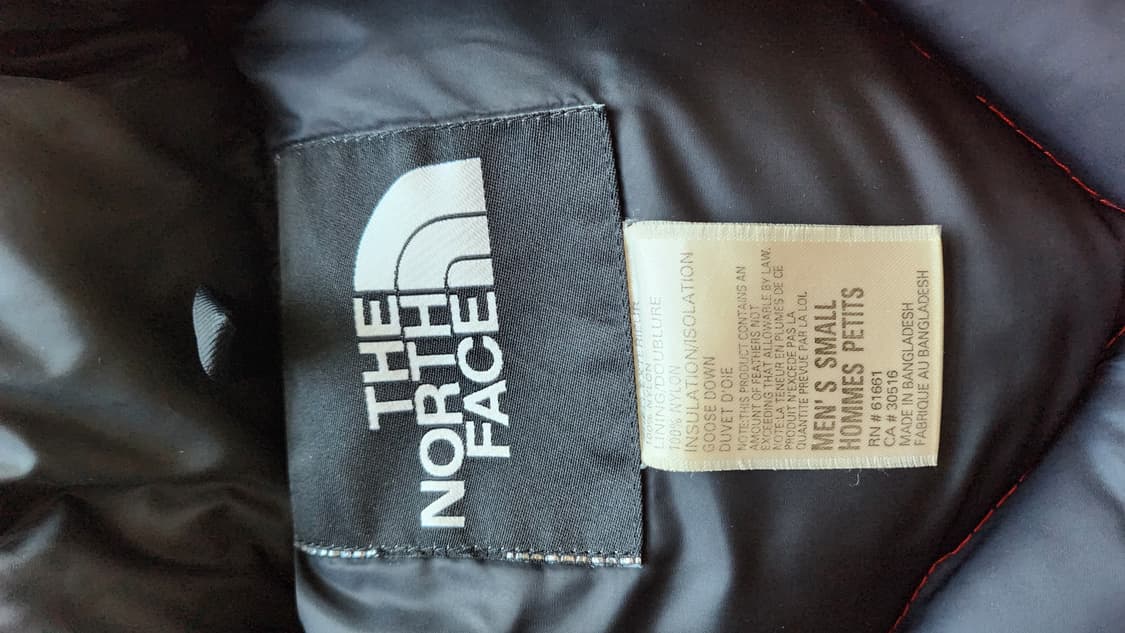 THE
NORTH
FACE
100% NYLON
LINING/DOUBLURE
100% NYLON
INSULATION/ISOLATION
GOOSE DOWN
DUVET D'OIE
NOTE:THIS PRODUCT CONTAINS AN
AMOUNT OF FEATHERS NOT
EXCEEDING THAT ALLOWABLE BY LAW.
NOTE:LA TENEUR EN PLUMES DE CE
PRODUIT N'EXCEDE PAS LA
QUANTITE PREVUE PAR LA LOI.
MEN'S SMALL
HOMMES PETITS
RN # 61661
CA # 30516
MADE IN BANGLADESH
FABRIQUE AU BANGLADESH